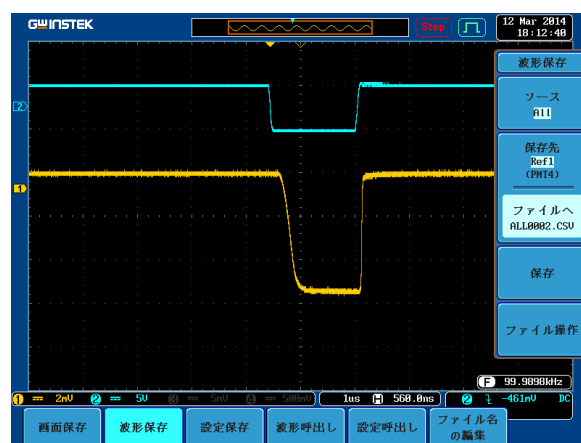 GWINSTEK
Stop
12 Mar 2014
18:12:40
波形保存
ソース
All
保存先
Ref1
(PMT4)
ファイルへ
ALL0002.CSV
保存
ファイル操作
2
1
F 99.9898kHz
1 2mV 2 5V 3 5mV 4 500mV 1us H 560.0ns 2 -461mV DC
画面保存 波形保存 設定保存 波形呼出し 設定呼出し ファイル名
の編集